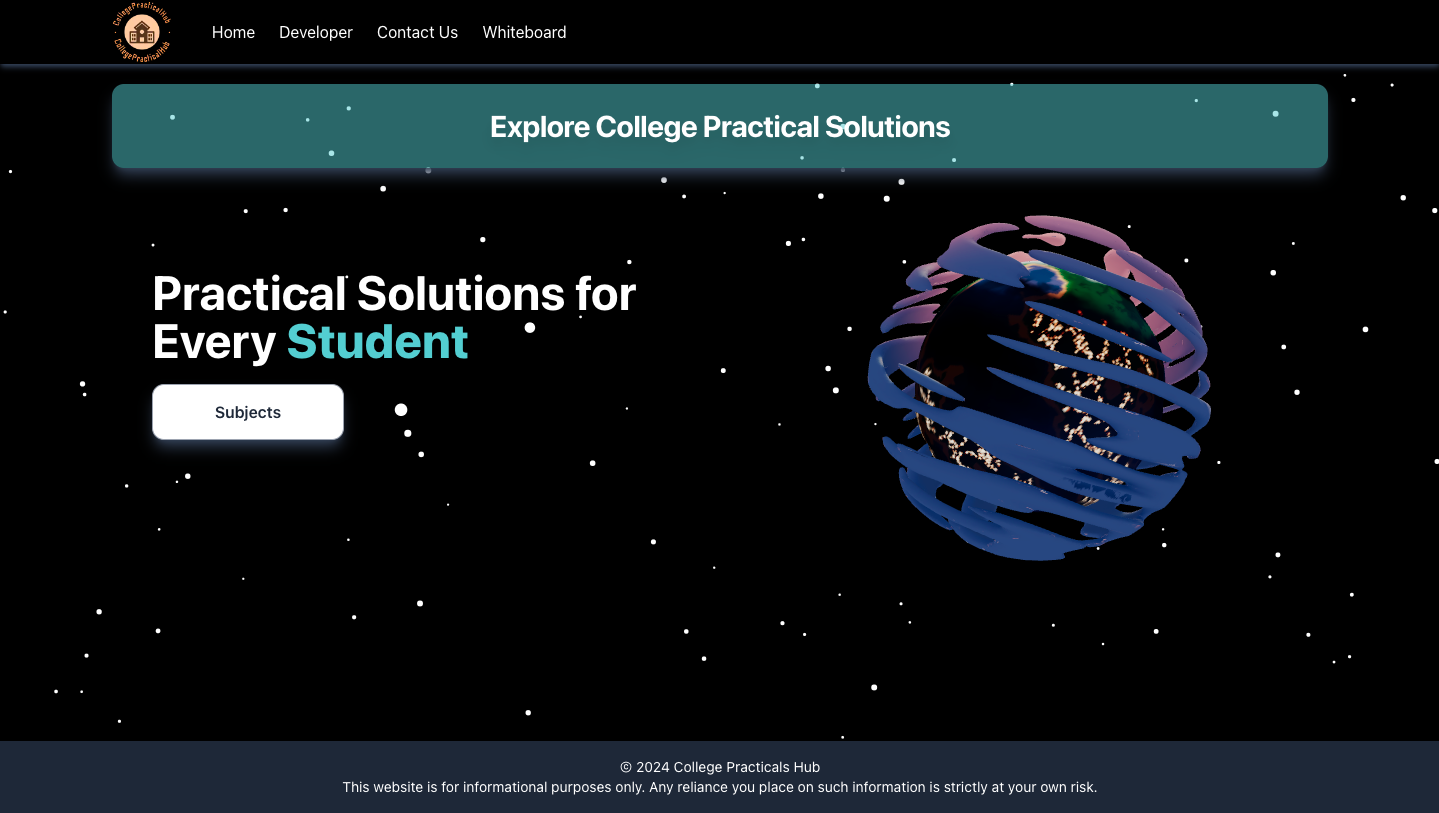 CollegePracticalHub
CollegePracticalHub
Home
Developer
Contact Us
Whiteboard
Explore College Practical Solutions
Practical Solutions for
Every Student
Subjects
© 2024 College Practicals Hub
This website is for informational purposes only. Any reliance you place on such information is strictly at your own risk.